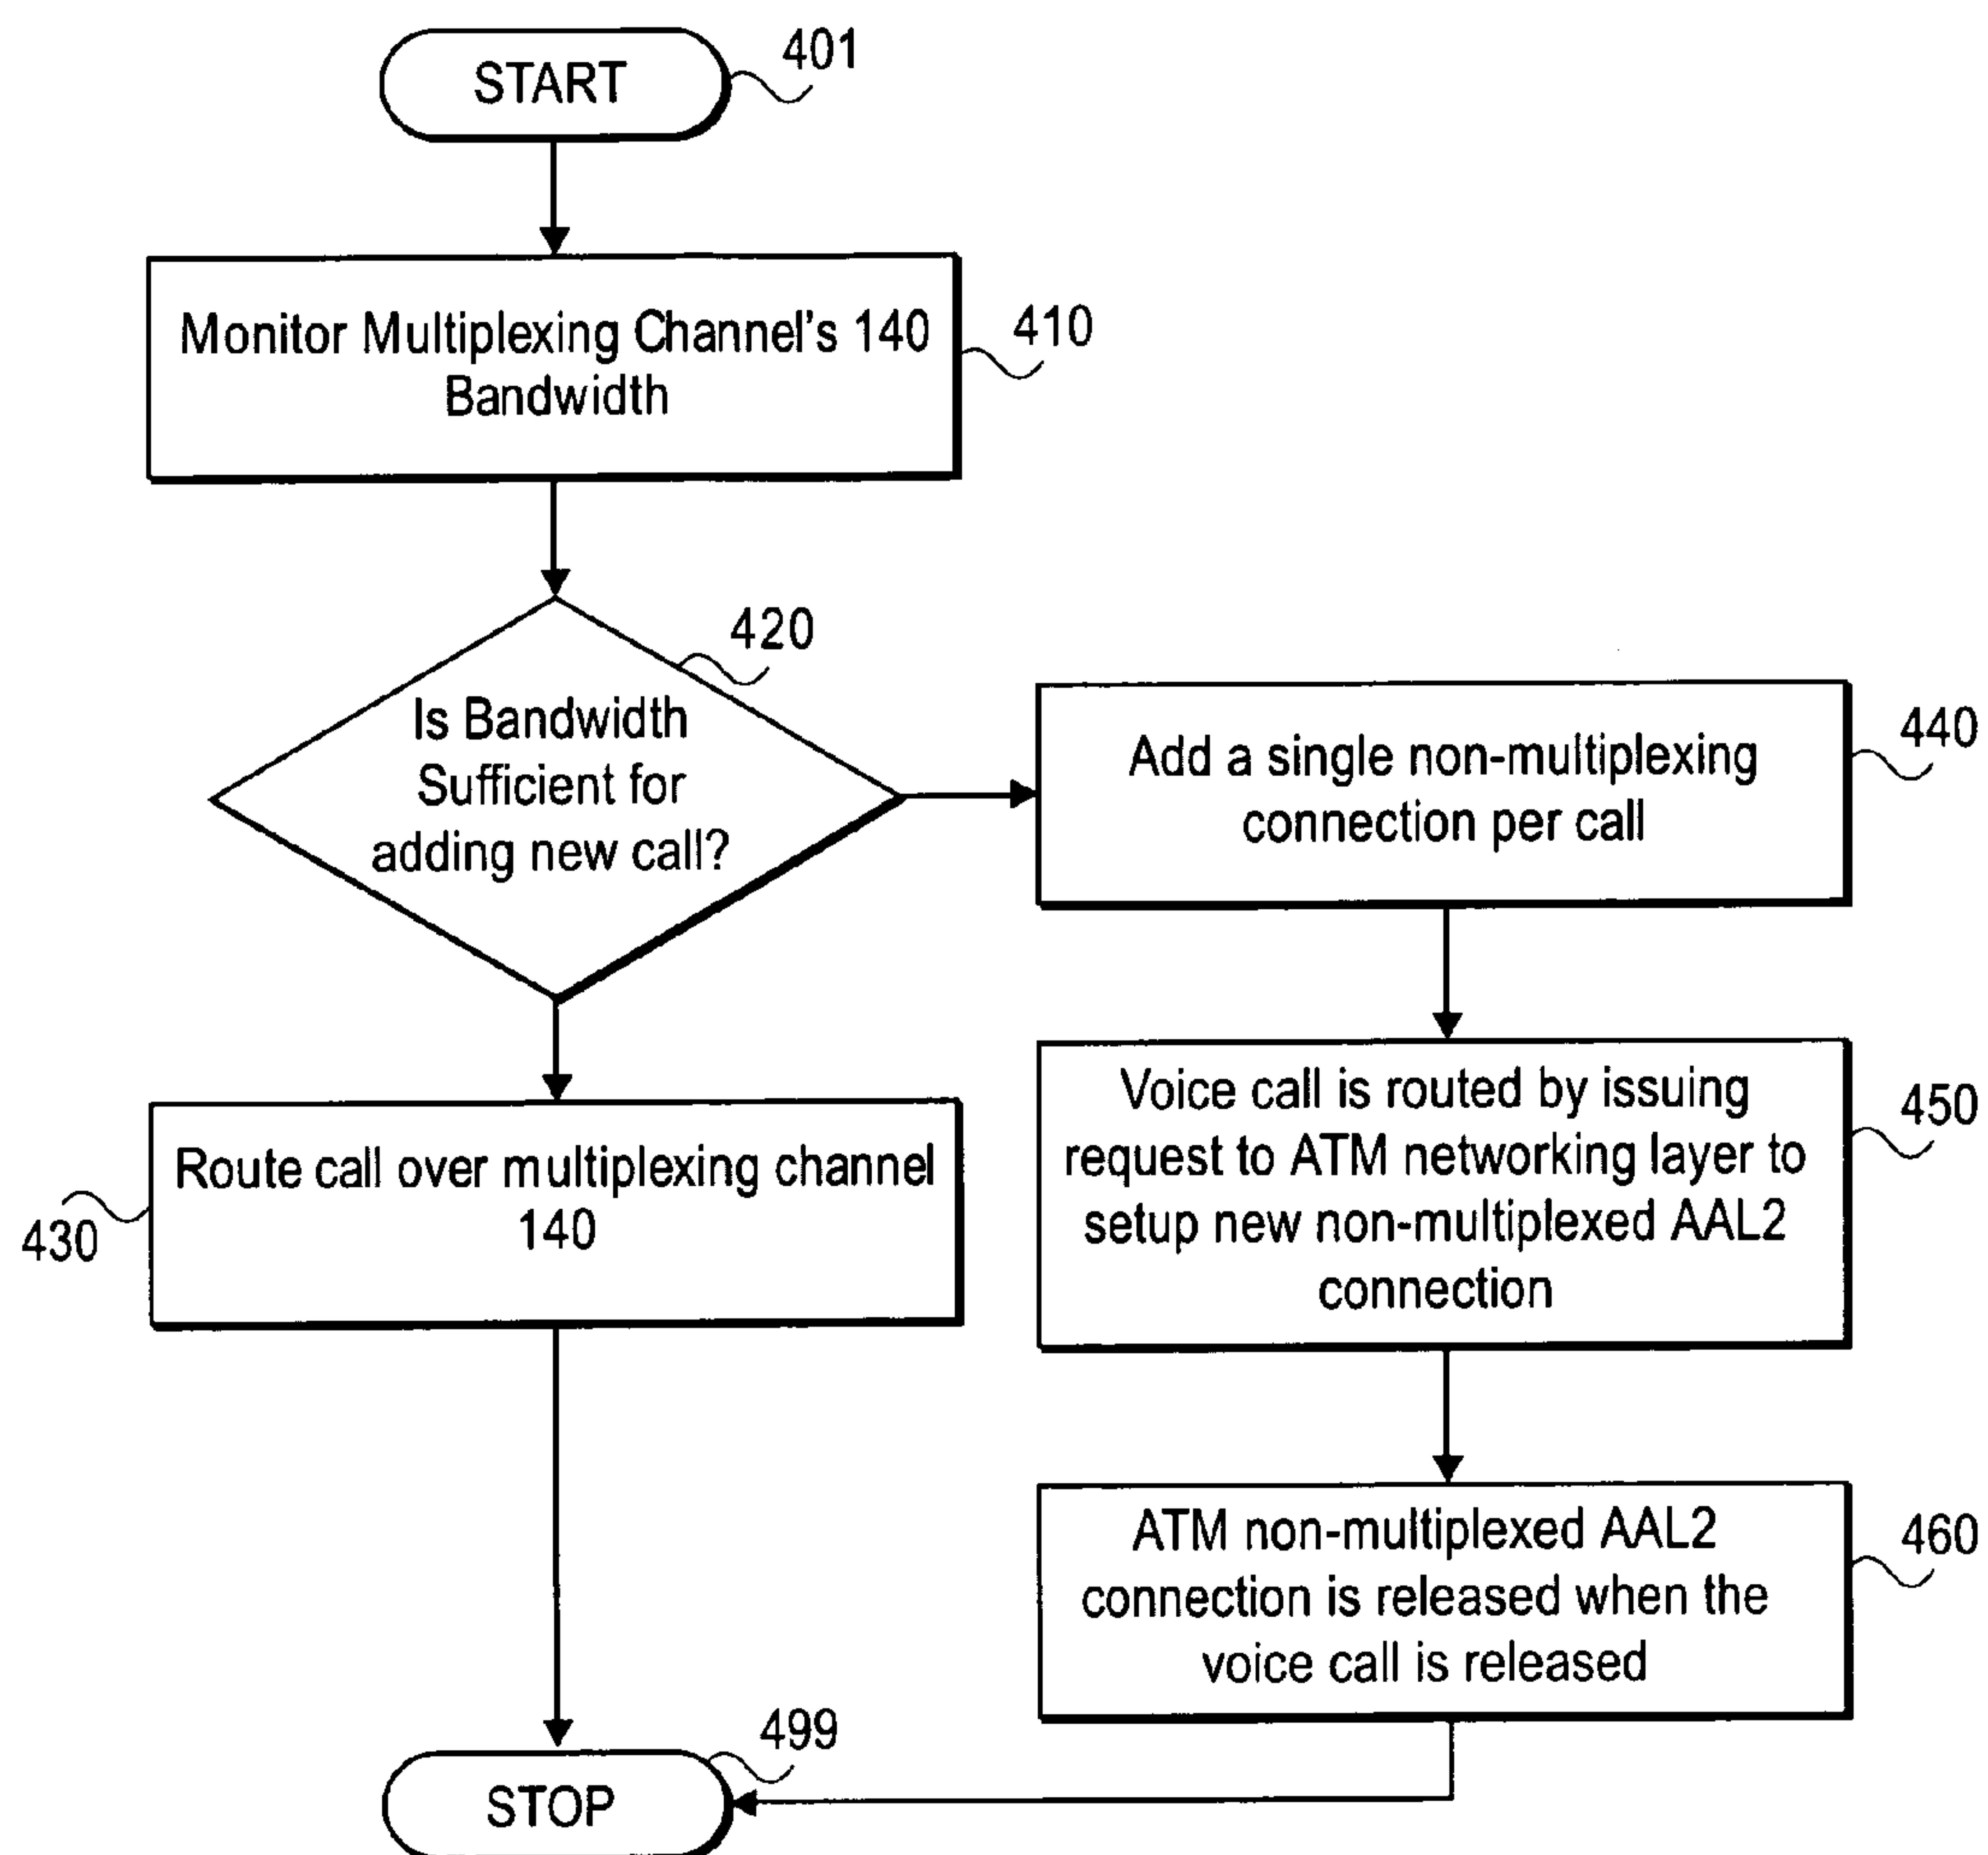 START
401
Monitor Multiplexing Channel's 140
Bandwidth
410
420
Is Bandwidth
Sufficient for
adding new call?
Add a single non-multiplexing
connection per call
440
Route call over multiplexing channel
140
430
Voice call is routed by issuing
request to ATM networking layer to
setup new non-multiplexed AAL2
connection
450
ATM non-multiplexed AAL2
connection is released when the
voice call is released
460
STOP
499